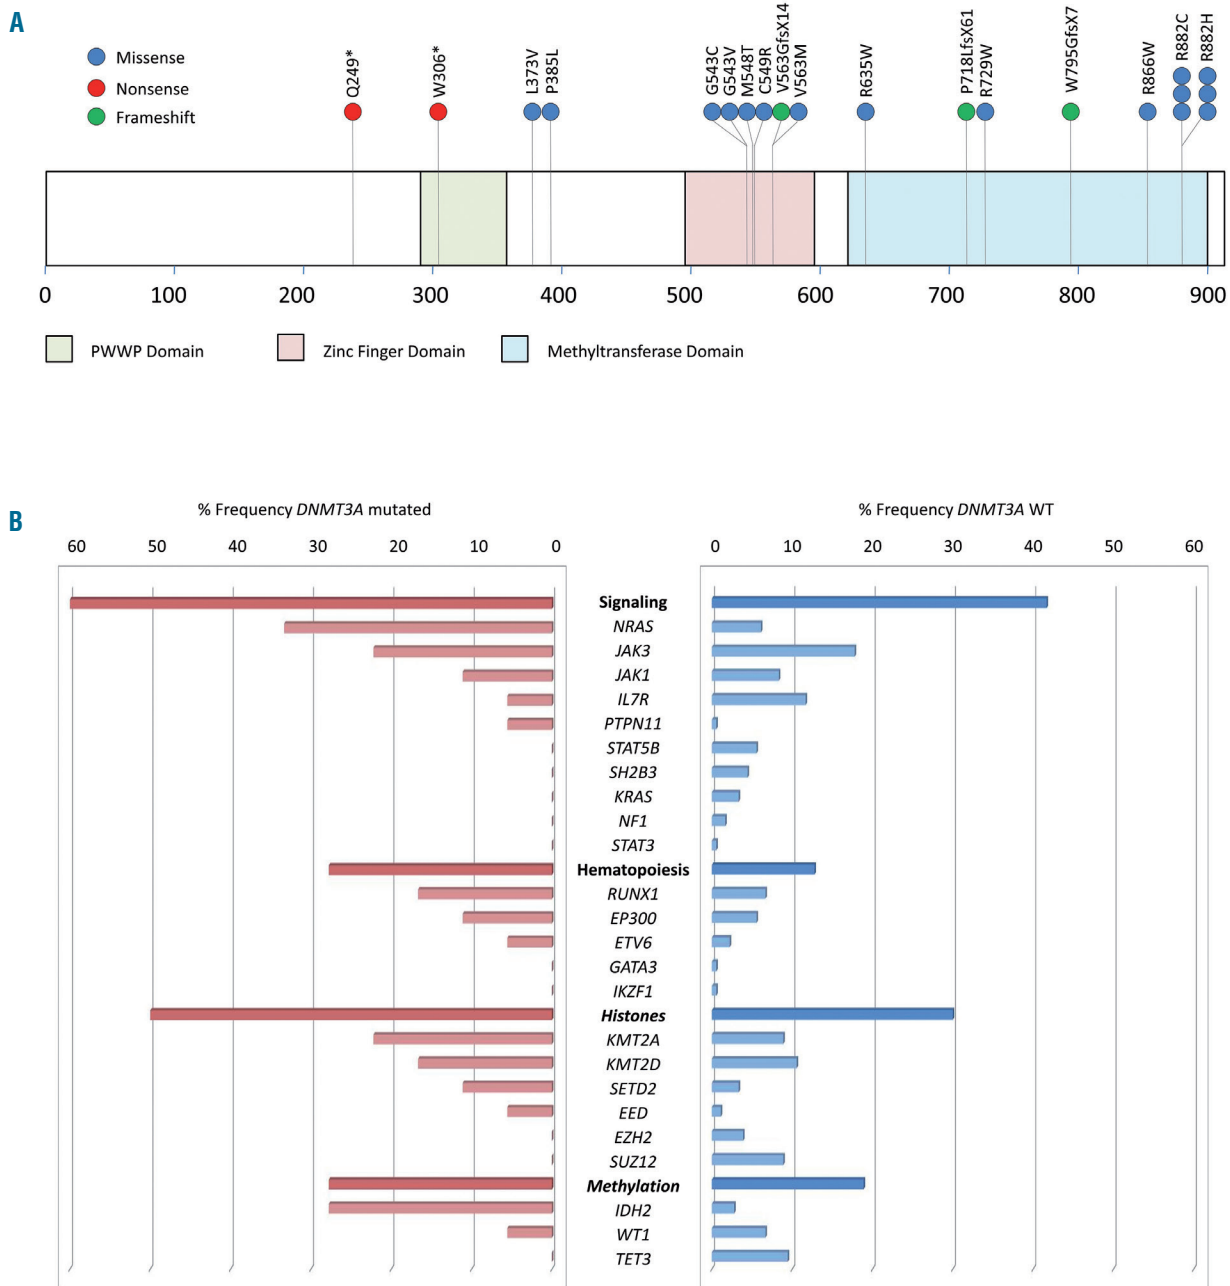 A
Missense
Nonsense
Frameshift
Q249*
W306*
L373V
P385L
G543C
G543V
M548T
C549R
V563GfsX14
V563M
R635W
P718LfsX61
R729W
W795GfsX7
R866W
R882C
R882H
0 100 200 300 400 500 600 700 800 900
PWWP Domain Zinc Finger Domain Methyltransferase Domain
B
% Frequency DNMT3A mutated % Frequency DNMT3A WT
60 50 40 30 20 10 0 0 10 20 30 40 50 60
Signaling
NRAS
JAK3
JAK1
IL7R
PTPN11
STAT5B
SH2B3
KRAS
NF1
STAT3
Hematopoiesis
RUNX1
EP300
ETV6
GATA3
IKZF1
Histones
KMT2A
KMT2D
SETD2
EED
EZH2
SUZ12
Methylation
IDH2
WT1
TET3